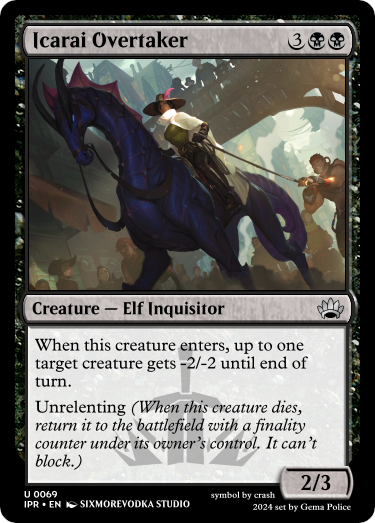 Icarai Overtaker 3
Creature — Elf Inquisitor
When this creature enters, up to one
target creature gets -2/-2 until end of
turn.
Unrelenting (When this creature dies,
return it to the battlefield with a finality
counter under its owner's control. It can't
block.)
2/3
U 0069
IPR • EN SIXMOREVODKA STUDIO
symbol by crash
2024 set by Gema Police